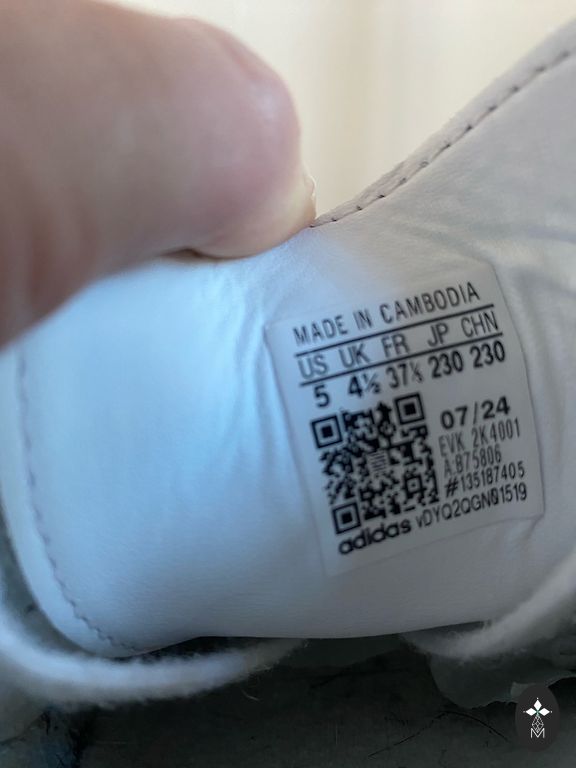 MADE IN CAMBODIA
US UK FR JP CHN
5 4½ 37⅓ 230 230
07/24
EVK 2K4001
A:B75806
#135187405
adidas vDYQ2QGN01519
M